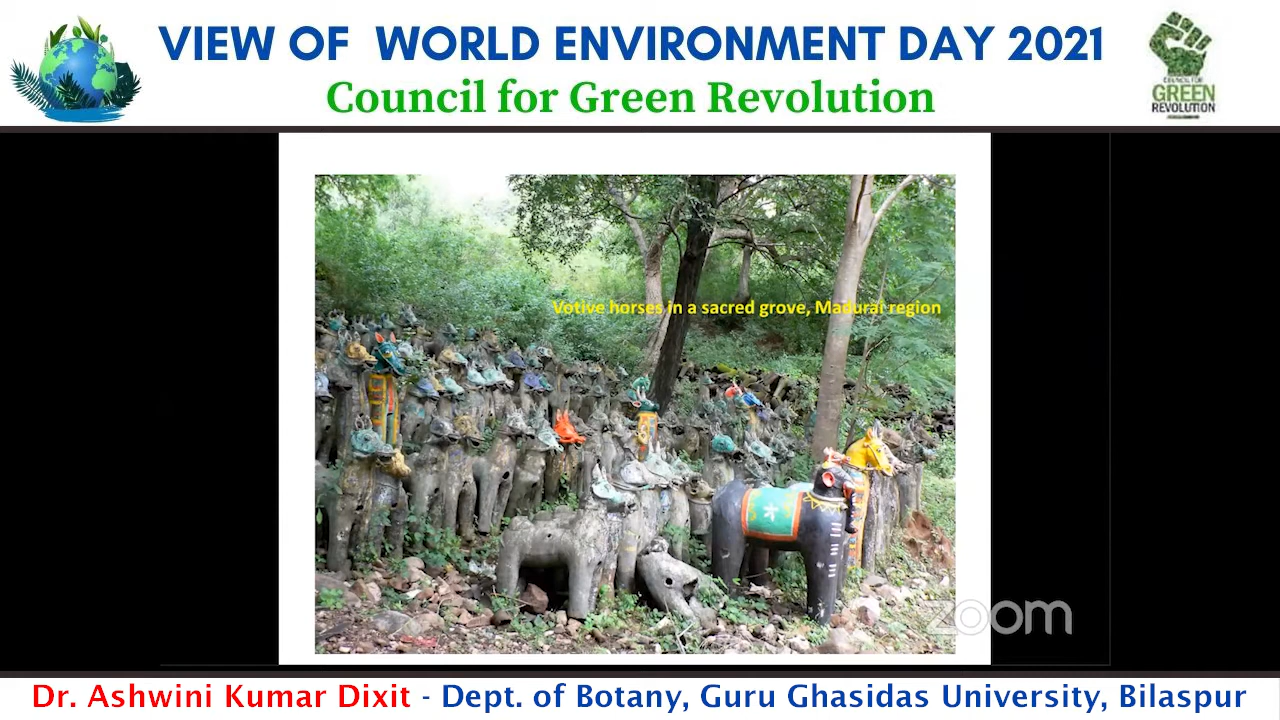 VIEW OF WORLD ENVIRONMENT DAY 2021
Council for Green Revolution
COUNCIL FOR
GREEN
REVOLUTION
Votive horses in a sacred grove, Madurai region
zoom
Dr. Ashwini Kumar Dixit - Dept. of Botany, Guru Ghasidas University, Bilaspur